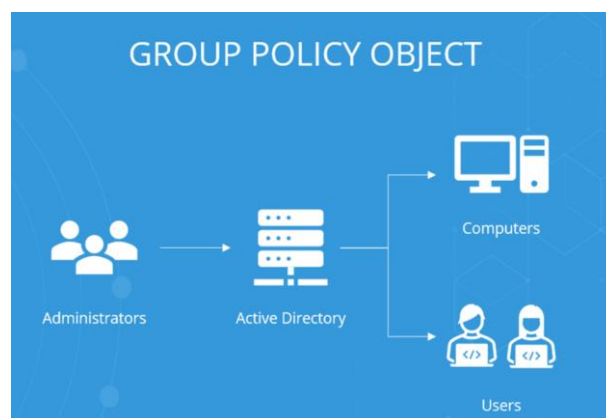 GROUP POLICY OBJECT
Computers
Administrators
Active Directory
</>
</>
Users